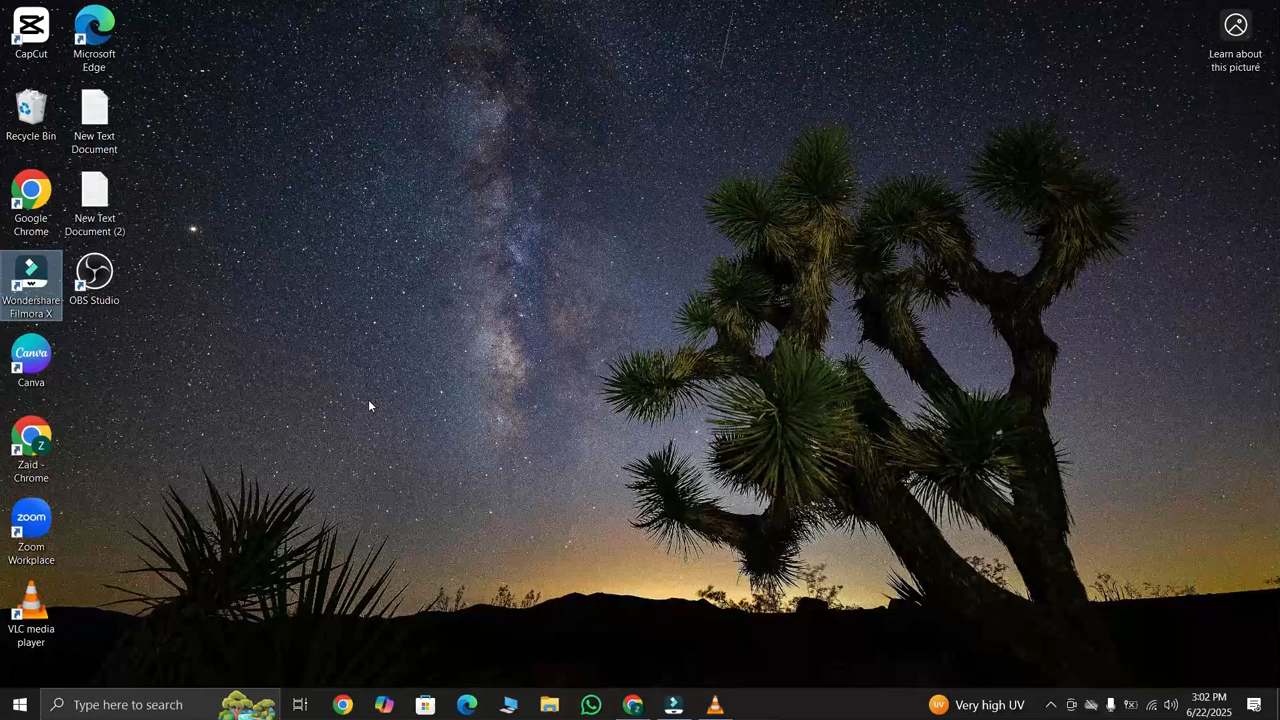 CapCut
Microsoft
Edge
Learn about
this picture
Recycle Bin
New Text
Document
Google
Chrome
New Text
Document (2)
Wondershare
Filmora X
OBS Studio
Canva
Canva
Z
Zaid -
Chrome
zoom
Zoom
Workplace
VLC media
player
Type here to search
UV
Very high UV
3:02 PM
6/22/2025